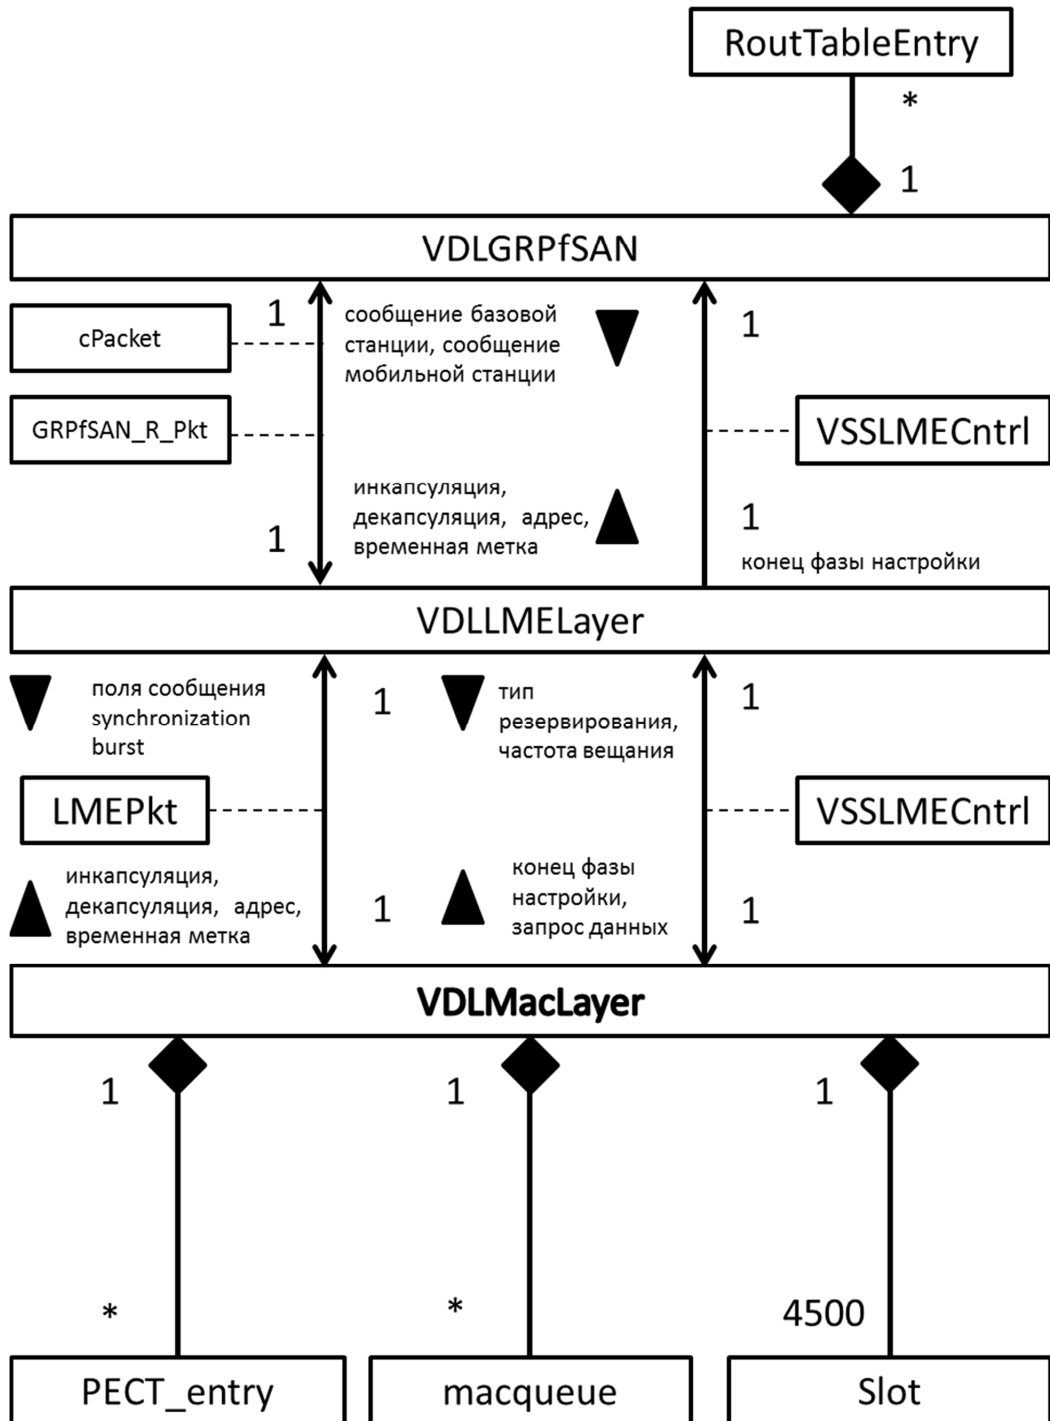 RoutTableEntry
*
1
VDLGRPfSAN
cPacket
1
сообщение базовой
станции, сообщение
мобильной станции
1
GRPfSAN_R_Pkt
VSSLMECntrl
инкапсуляция,
декапсуляция, адрес,
временная метка
1
1
конец фазы настройки
VDLLMELayer
поля сообщения
synchronization
burst
1
тип
резервирования,
частота вещания
1
LMEPkt
VSSLMECntrl
инкапсуляция,
декапсуляция, адрес,
временная метка
1
конец фазы
настройки,
запрос данных
1
VDLMacLayer
1
1
1
*
*
4500
PECT_entry
macqueue
Slot